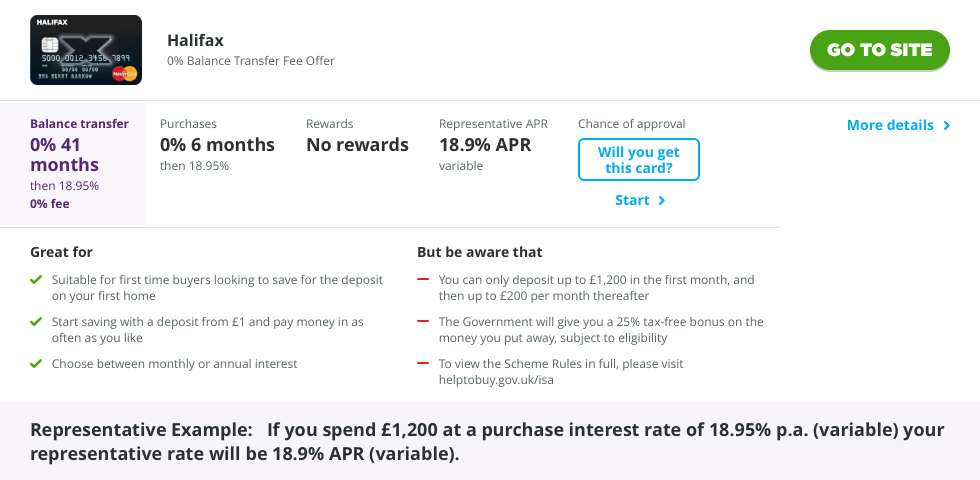 HALIFAX
5000 0012 3456 7899
MasterCard
Halifax
0% Balance Transfer Fee Offer
GO TO SITE
Balance transfer
0% 41
months
then 18.95%
0% fee
Purchases
0% 6 months
then 18.95%
Rewards
No rewards
Representative APR
18.9% APR
variable
Chance of approval
Will you get
this card?
Start
More details
Great for
Suitable for first time buyers looking to save for the deposit
on your first home
Start saving with a deposit from £1 and pay money in as
often as you like
Choose between monthly or annual interest
But be aware that
You can only deposit up to £1,200 in the first month, and
then up to £200 per month thereafter
The Government will give you a 25% tax-free bonus on the
money you put away, subject to eligibility
To view the Scheme Rules in full, please visit
helptobuy.gov.uk/isa
Representative Example: If you spend £1,200 at a purchase interest rate of 18.95% p.a. (variable) your
representative rate will be 18.9% APR (variable).